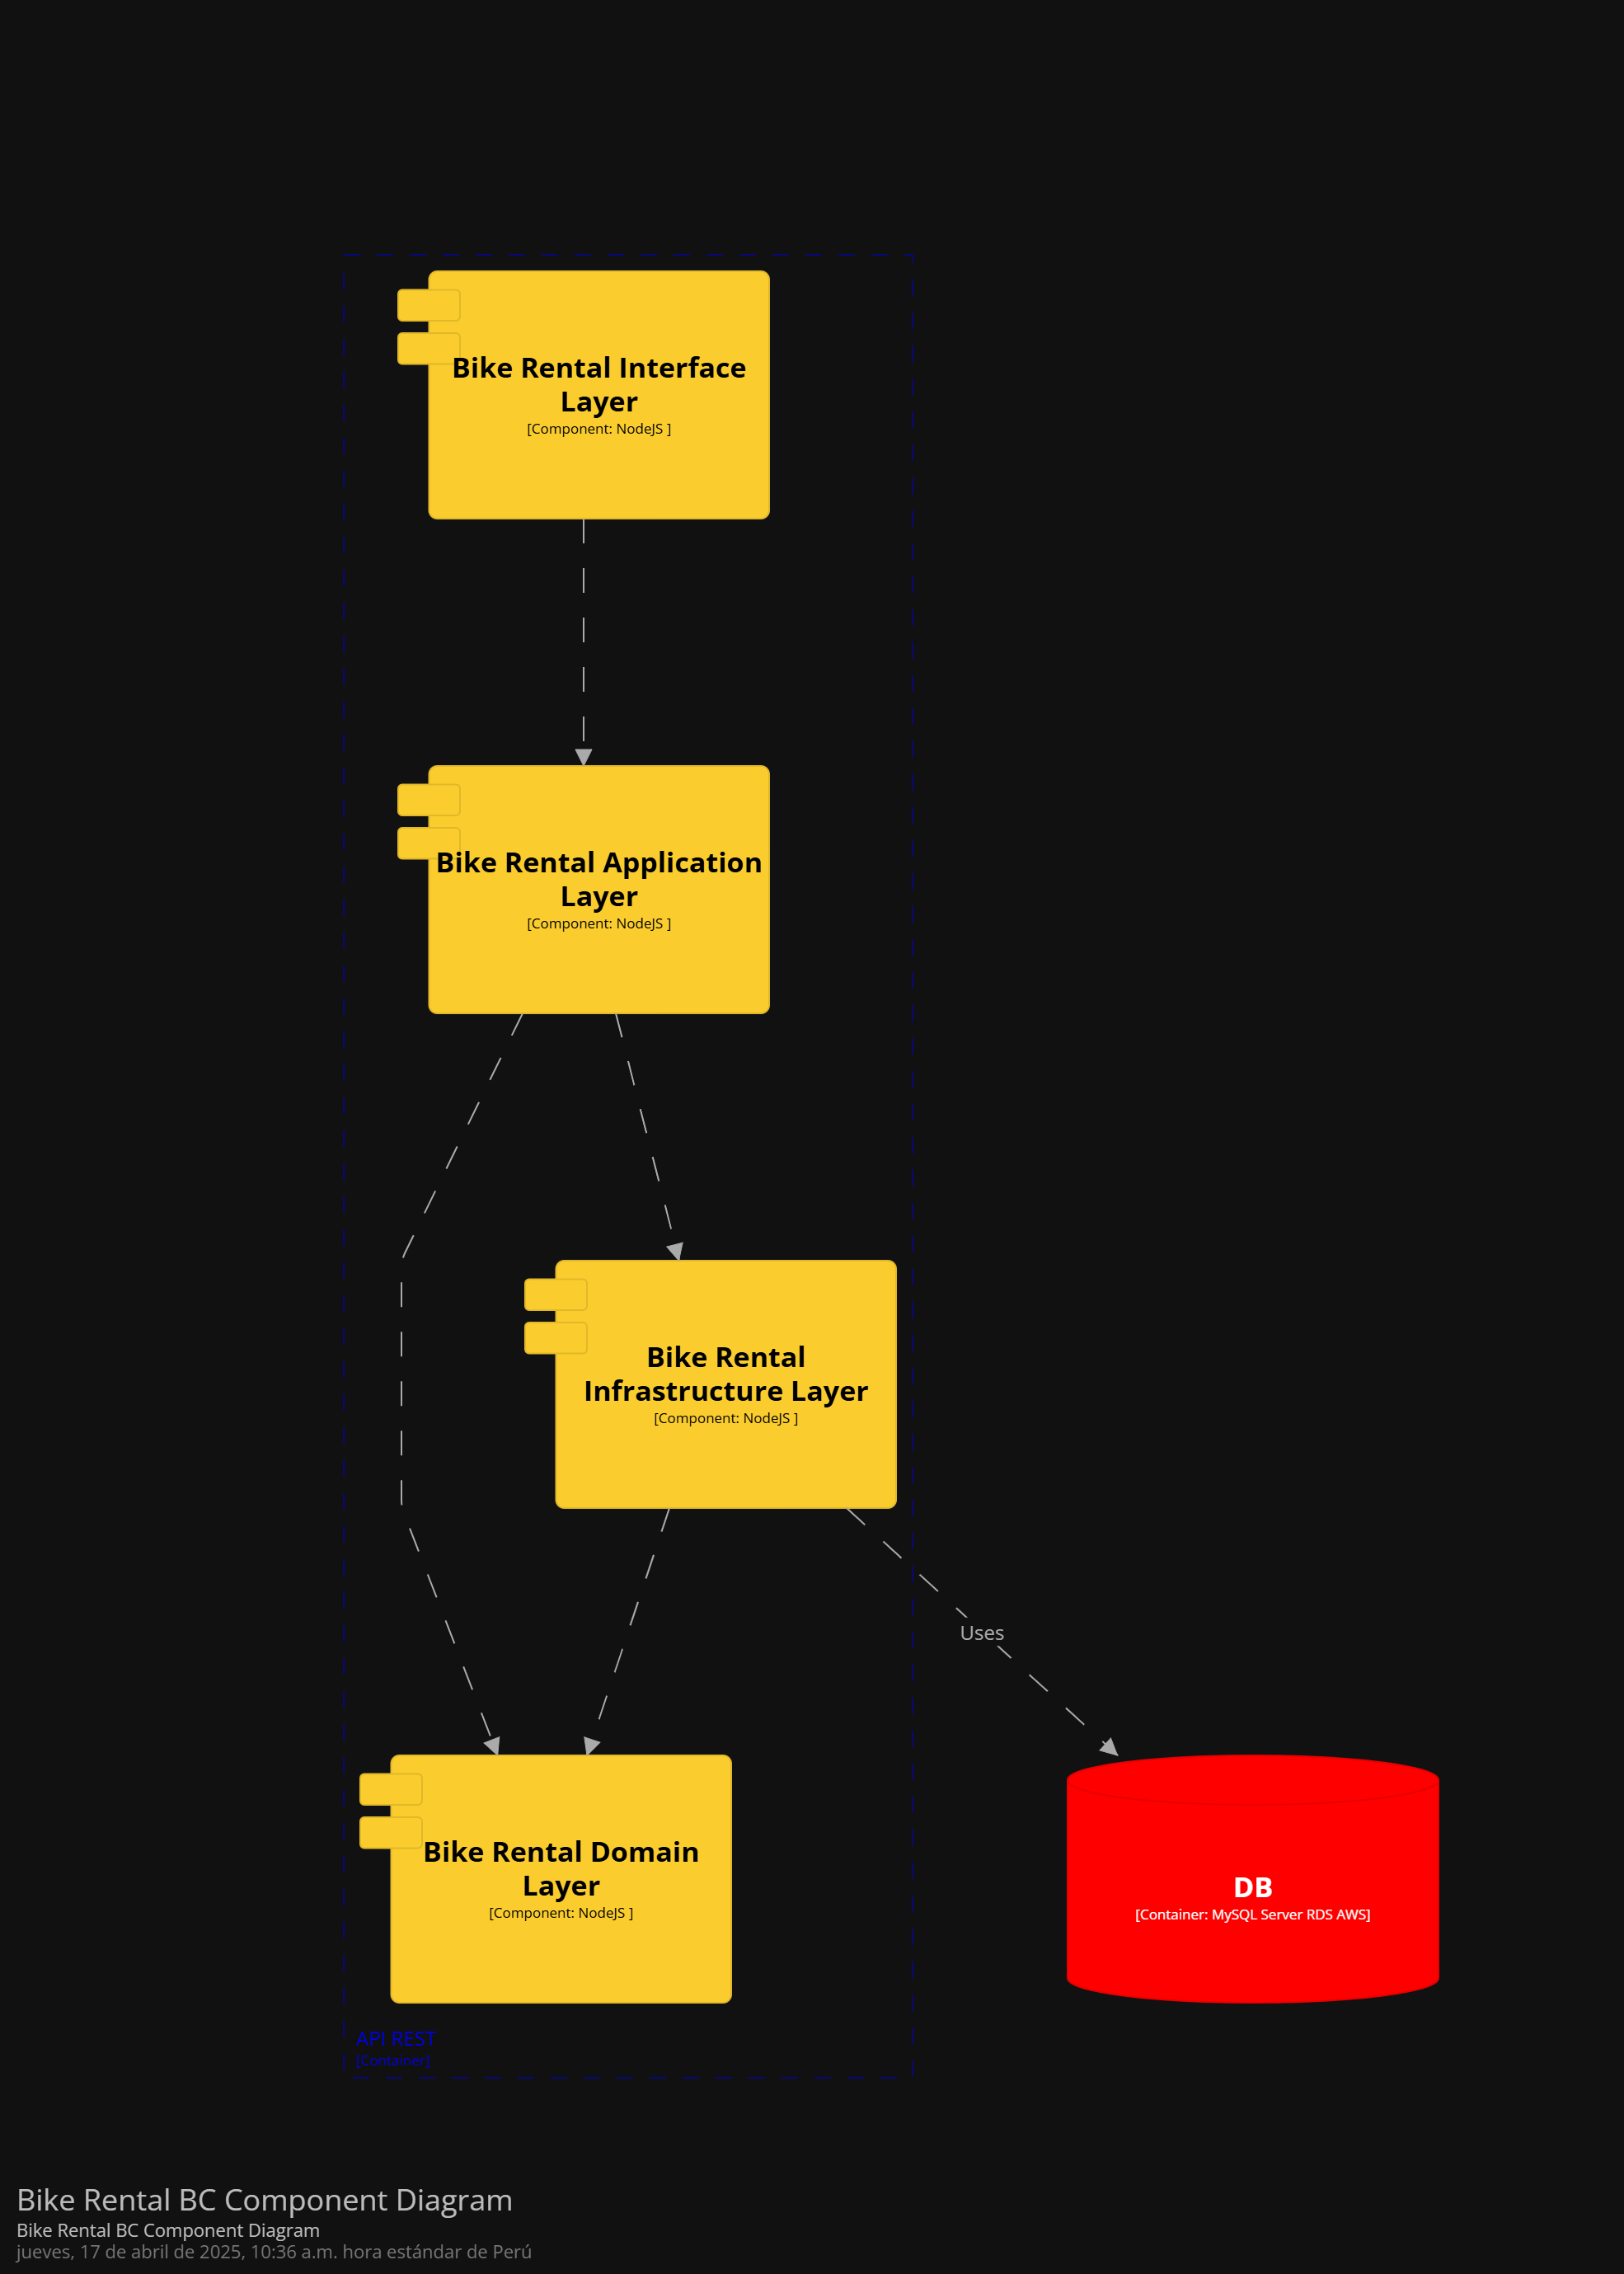 Bike Rental Interface
Layer
[Component: NodeJS ]
Bike Rental Application
Layer
[Component: NodeJS ]
Bike Rental
Infrastructure Layer
[Component: NodeJS ]
Uses
Bike Rental Domain
Layer
[Component: NodeJS ]
DB
[Container: MySQL Server RDS AWS]
API REST
[Container]
Bike Rental BC Component Diagram
Bike Rental BC Component Diagram
jueves, 17 de abril de 2025, 10:36 a.m. hora estándar de Perú